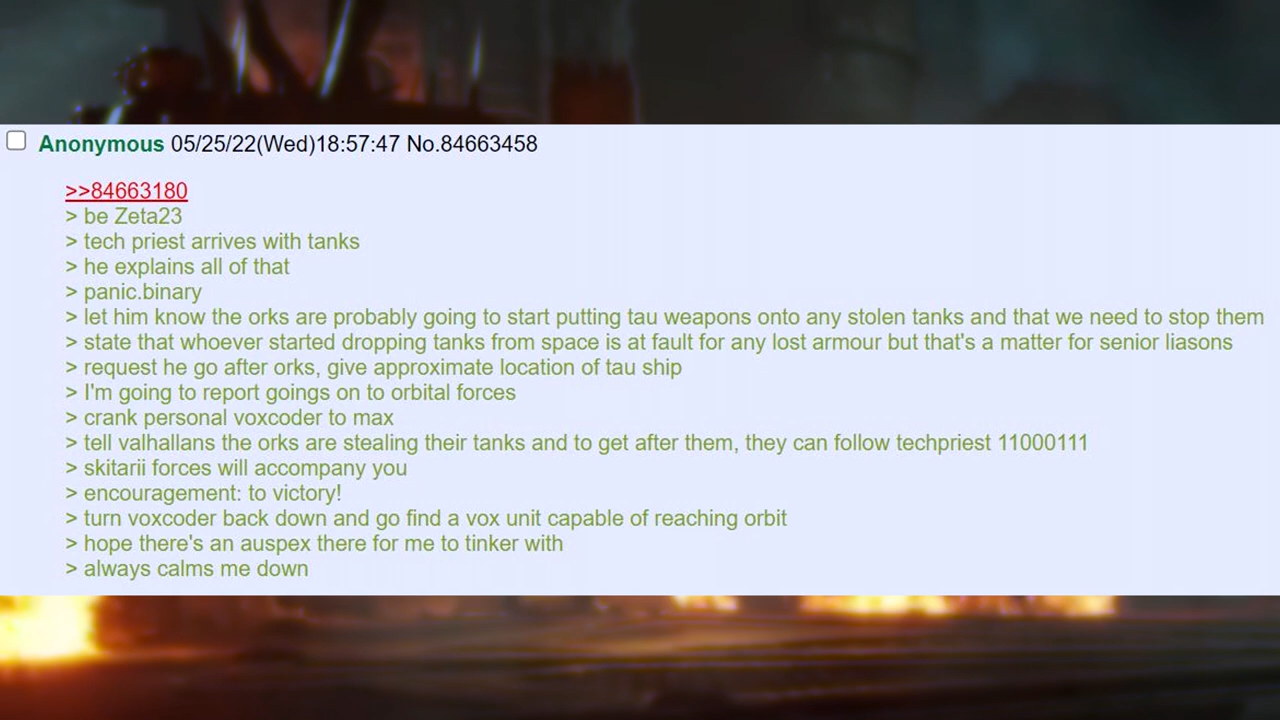 Anonymous 05/25/22(Wed)18:57:47 No.84663458
>>84663180
> be Zeta23
> tech priest arrives with tanks
> he explains all of that
> panic.binary
> let him know the orks are probably going to start putting tau weapons onto any stolen tanks and that we need to stop them
> state that whoever started dropping tanks from space is at fault for any lost armour but that's a matter for senior liasons
> request he go after orks, give approximate location of tau ship
> I'm going to report goings on to orbital forces
> crank personal voxcoder to max
> tell valhallans the orks are stealing their tanks and to get after them, they can follow techpriest 11000111
> skitarii forces will accompany you
> encouragement: to victory!
> turn voxcoder back down and go find a vox unit capable of reaching orbit
> hope there's an auspex there for me to tinker with
> always calms me down